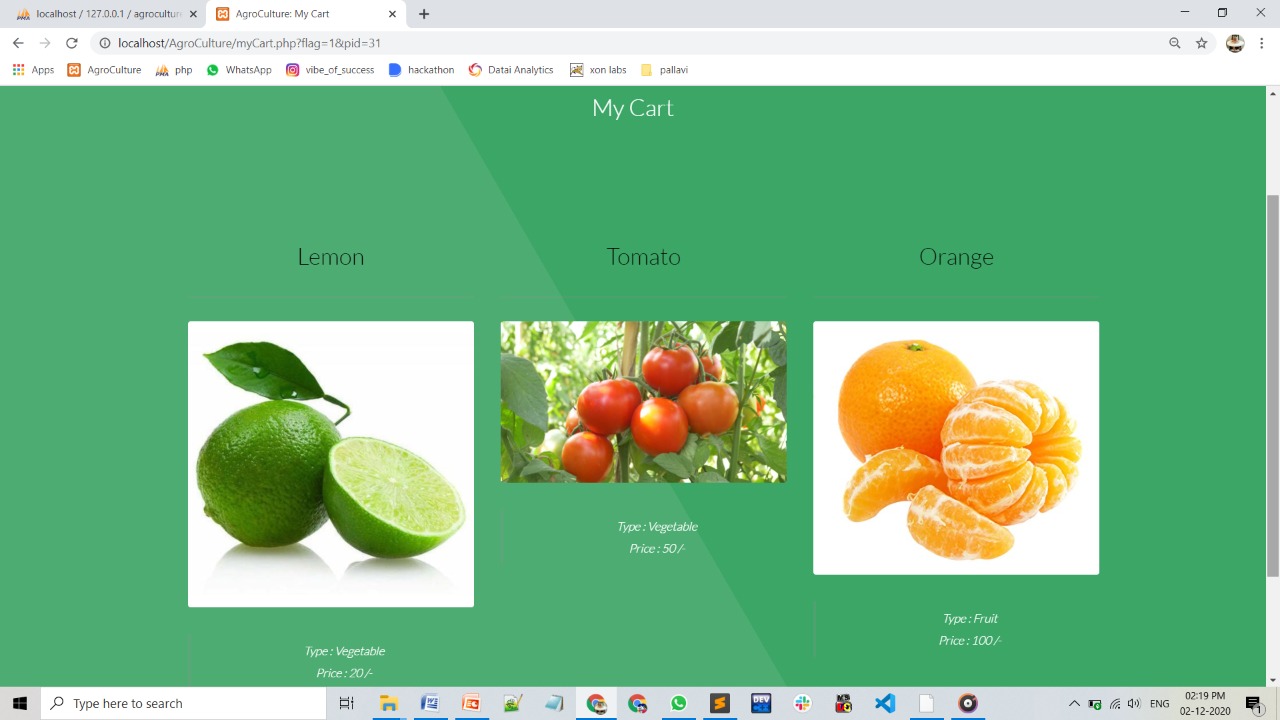 localhost / 127.0.0.1 / agricultu
AgroCulture: My Cart
localhost/AgroCulture/myCart.php?flag=1&pid=31
Apps
AgroCulture
php
WhatsApp
vibe_of_success
hackathon
Datai Analytics
xon labs
pallavi
My Cart
Lemon
Tomato
Orange
Type : Vegetable
Price : 50 /-
Type : Fruit
Price : 100 /-
Type : Vegetable
Price : 20 /-
Type here to search
02:19 PM
02-12-2020